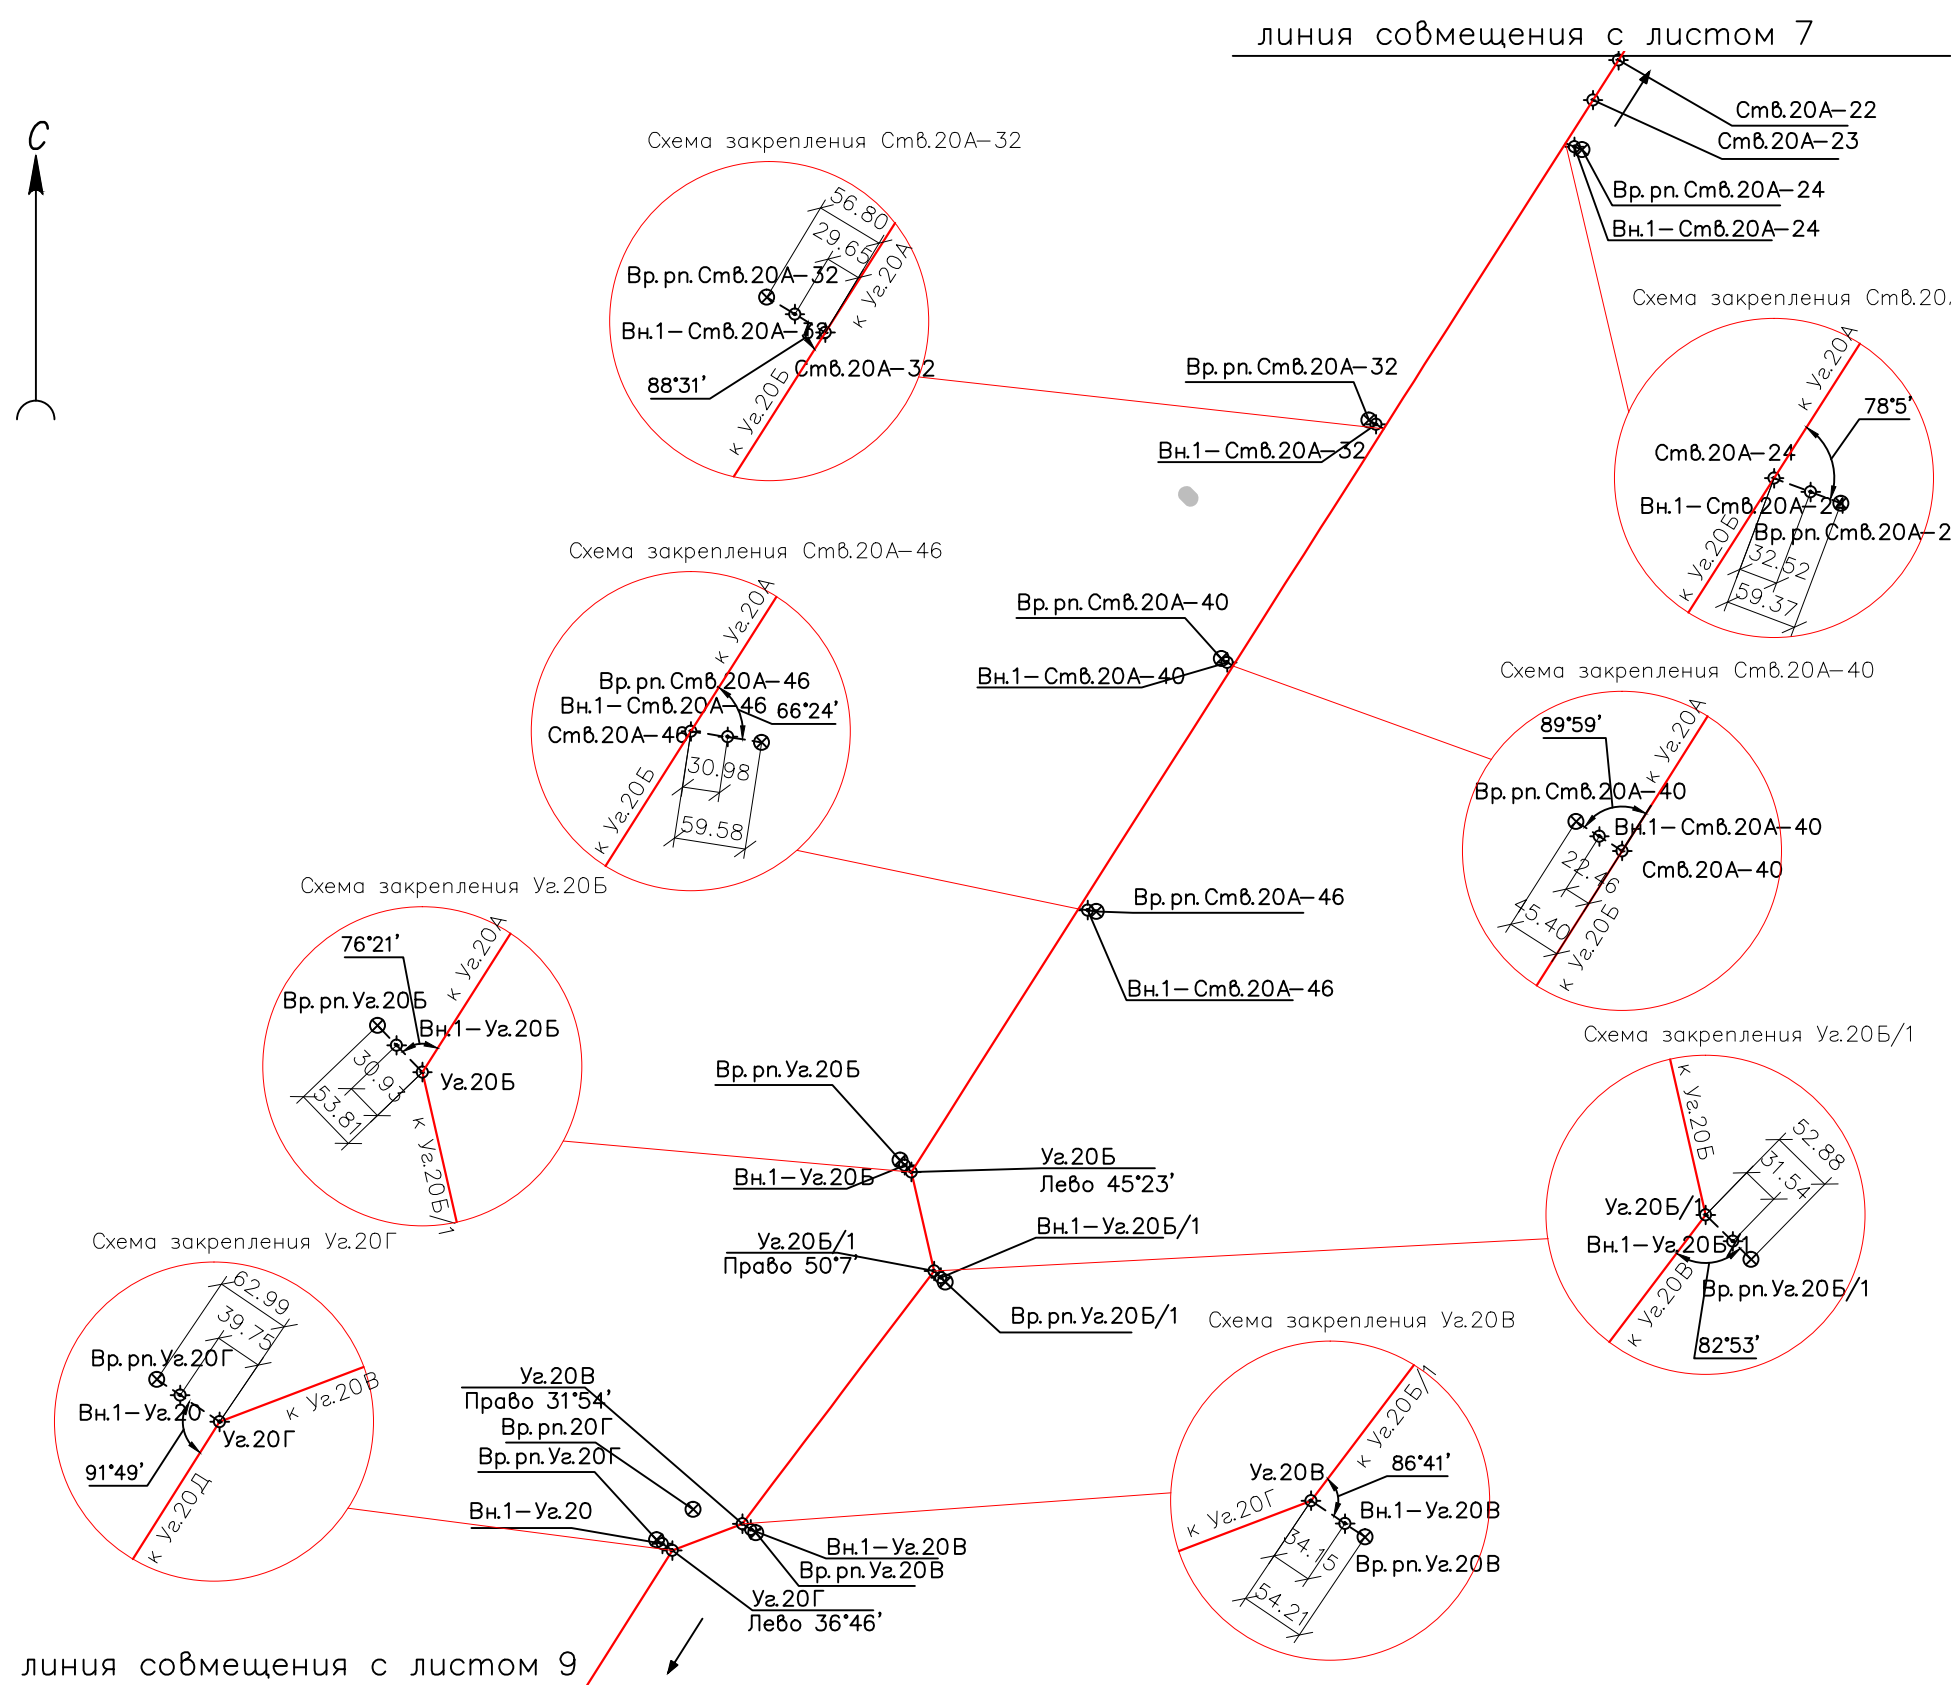 линия совмещения с листом 7
С
Ств.20А-22
Ств.20А-23
Вр.рп.Ств.20А-24
Вн.1-Ств.20А-24
Схема закрепления Ств.20А-32
56.80
29.65
к Уг.20А
Вр.рп.Ств.20А-32
Вн.1-Ств.20А-32
Ств.20А-32
88°31'
к Уг.20Б
Вр.рп.Ств.20А-32
Вн.1-Ств.20А-32
Схема закрепления Ств.20
к Уг.20А
78°5'
Ств.20А-24
Вн.1-Ств.20А-2
Вр.рп.Ств.20А-2
к Уг.20Б
32.52
59.37
Схема закрепления Ств.20А-46
к Уг.20А
Вр.рп.Ств.20А-46
Вн.1-Ств.20А-46
66°24'
Ств.20А-46
30.98
к Уг.20Б
59.58
Вр.рп.Ств.20А-40
Вн.1-Ств.20А-40
Схема закрепления Ств.20А-40
89°59'
к Уг.20А
Вр.рп.Ств.20А-40
Вн.1-Ств.20А-40
Ств.20А-40
22.46
45.40
к Уг.20Б
Вр.рп.Ств.20А-46
Вн.1-Ств.20А-46
Схема закрепления Уг.20Б
76°21'
к Уг.20А
Вр.рп.Уг.20Б
Вн.1-Уг.20Б
Уг.20Б
30.93
53.81
к Уг.20Б/1
Вр.рп.Уг.20Б
Вн.1-Уг.20Б
Уг.20Б
Лево 45°23'
Схема закрепления Уг.20Б/1
к Уг.20Б
52.88
31.54
Уг.20Б/1
Вн.1-Уг.20Б/1
Вр.рп.Уг.20Б/1
к Уг.20В
82°53'
Уг.20Б/1
Право 50°7'
Вн.1-Уг.20Б/1
Вр.рп.Уг.20Б/1
Схема закрепления Уг.20Г
62.99
39.75
Вр.рп.Уг.20Г
к Уг.20В
Вн.1-Уг.20
Уг.20Г
91°49'
к Уг.20Д
Уг.20В
Право 31°54'
Вр.рп.20Г
Вр.рп.Уг.20Г
Вн.1-Уг.20
Схема закрепления Уг.20В
к Уг.20Б/1
86°41'
Уг.20В
к Уг.20Г
Вн.1-Уг.20В
34.15
Вр.рп.Уг.20В
54.21
Вн.1-Уг.20В
Вр.рп.Уг.20В
Уг.20Г
Лево 36°46'
линия совмещения с листом 9